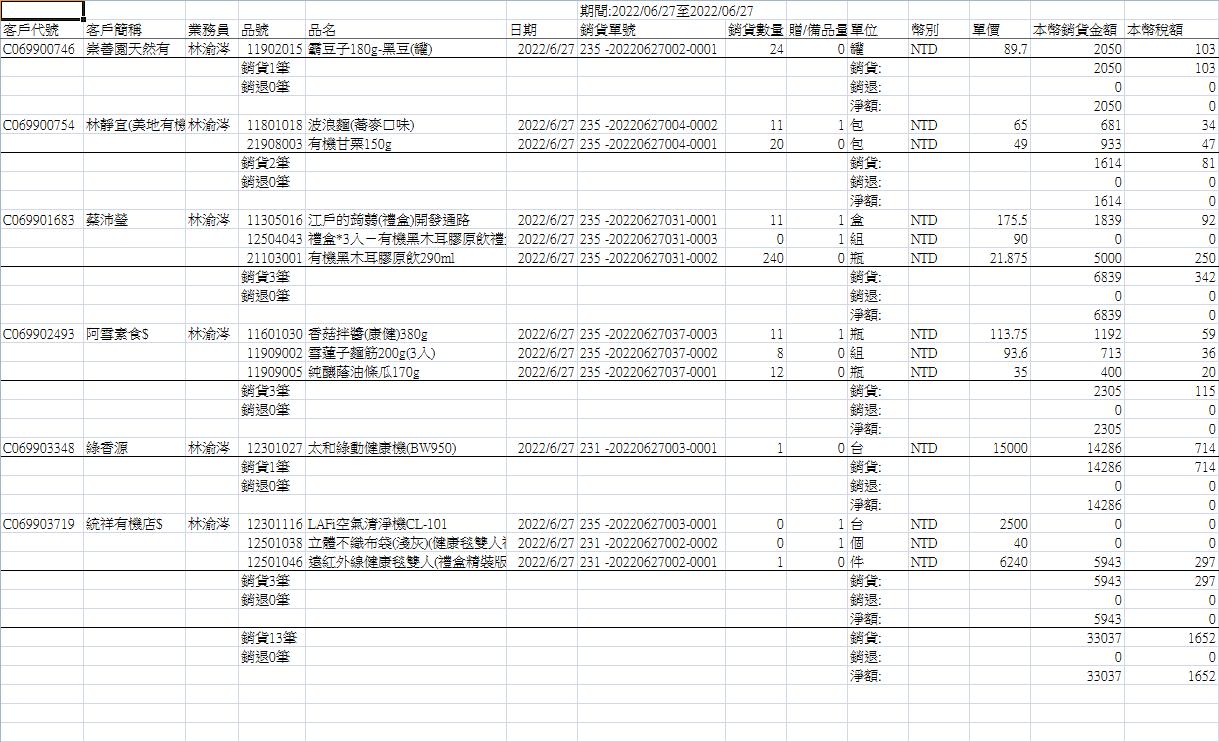 期間:2022/06/27至2022/06/27
客戶代號 客戶簡稱 業務員 品號 品名 日期 銷貨單號 銷貨數量 贈/備品量 單位 幣別 單價 本幣銷貨金額 本幣稅額
C069900746 崇善園天然有 林渝涔 11902015 霸豆子180g-黑豆(罐) 2022/6/27 235 -20220627002-0001 24 0 罐 NTD 89.7 2050 103
銷貨1筆 銷貨: 2050 103
銷退0筆 銷退: 0 0
淨額: 2050 0
C069900754 林靜宜(美地有機 林渝涔 11801018 波浪麵(蕎麥口味) 2022/6/27 235 -20220627004-0002 11 1 包 NTD 65 681 34
21908003 有機甘栗150g 2022/6/27 235 -20220627004-0001 20 0 包 NTD 49 933 47
銷貨2筆 銷貨: 1614 81
銷退0筆 銷退: 0 0
淨額: 1614 0
C069901683 蔡沛瑩 林渝涔 11305016 江戶的蒟蒻(禮盒)開發通路 2022/6/27 235 -20220627031-0001 11 1 盒 NTD 175.5 1839 92
12504043 禮盒*3入－有機黑木耳膠原飲禮 2022/6/27 235 -20220627031-0003 0 1 組 NTD 90 0 0
21103001 有機黑木耳膠原飲290ml 2022/6/27 235 -20220627031-0002 240 0 瓶 NTD 21.875 5000 250
銷貨3筆 銷貨: 6839 342
銷退0筆 銷退: 0 0
淨額: 6839 0
C069902493 阿雪素食$ 林渝涔 11601030 香菇拌醬(康健)380g 2022/6/27 235 -20220627037-0003 11 1 瓶 NTD 113.75 1192 59
11909002 雪蓮子麵筋200g(3入) 2022/6/27 235 -20220627037-0002 8 0 組 NTD 93.6 713 36
11909005 純釀蔭油條瓜170g 2022/6/27 235 -20220627037-0001 12 0 瓶 NTD 35 400 20
銷貨3筆 銷貨: 2305 115
銷退0筆 銷退: 0 0
淨額: 2305 0
C069903348 綠香源 林渝涔 12301027 太和綠動健康機(BW950) 2022/6/27 231 -20220627003-0001 1 0 台 NTD 15000 14286 714
銷貨1筆 銷貨: 14286 714
銷退0筆 銷退: 0 0
淨額: 14286 0
C069903719 統祥有機店$ 林渝涔 12301116 LAFi空氣清淨機CL-101 2022/6/27 235 -20220627003-0001 0 1 台 NTD 2500 0 0
12501038 立體不織布袋(淺灰)(健康毯雙人 2022/6/27 231 -20220627002-0002 0 1 個 NTD 40 0 0
12501046 遠紅外線健康毯雙人(禮盒精裝版 2022/6/27 231 -20220627002-0001 1 0 件 NTD 6240 5943 297
銷貨3筆 銷貨: 5943 297
銷退0筆 銷退: 0 0
淨額: 5943 0
銷貨13筆 銷貨: 33037 1652
銷退0筆 銷退: 0 0
淨額: 33037 1652